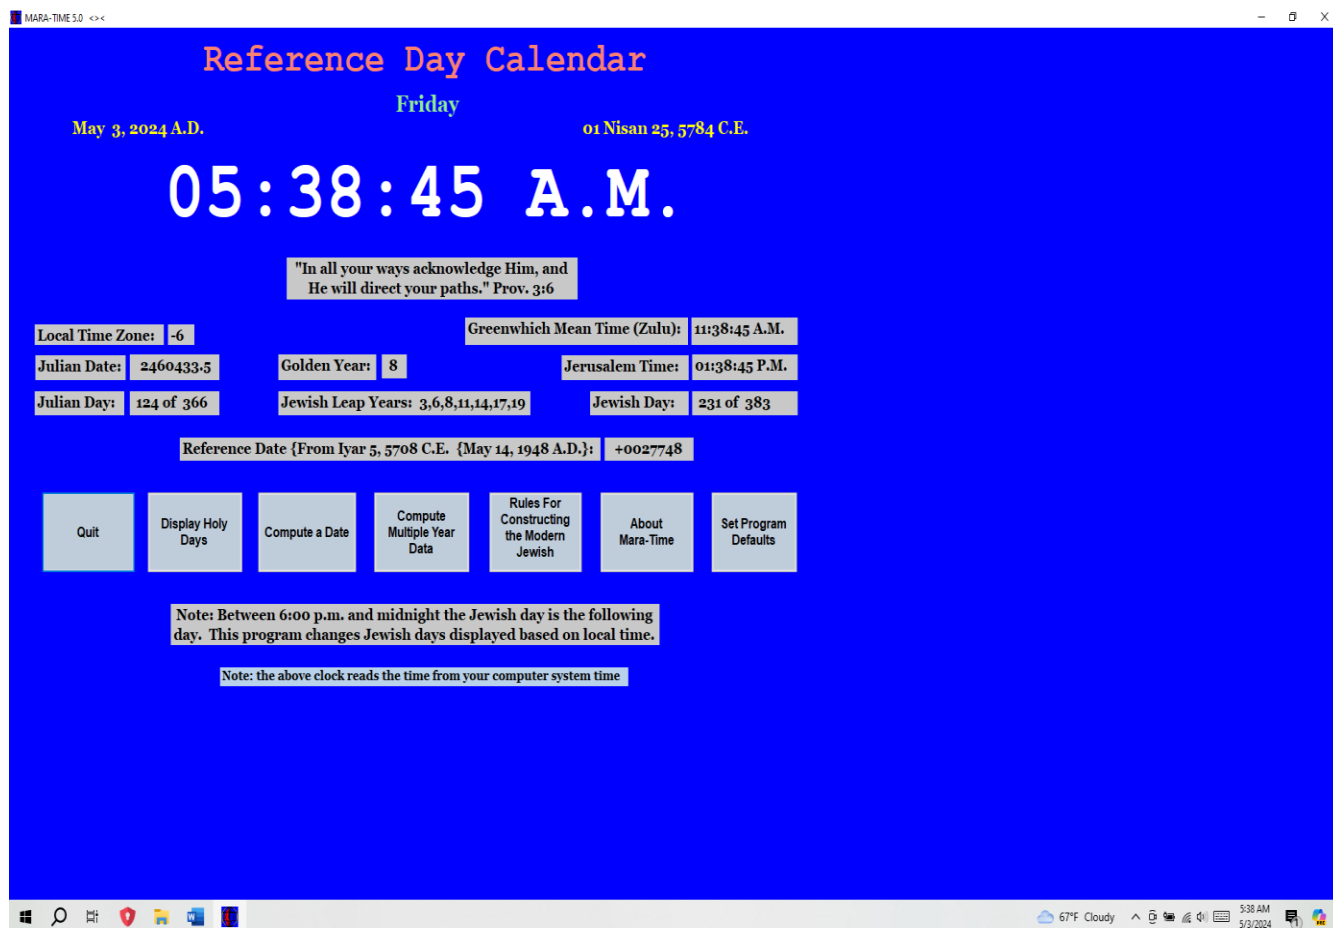 MARA-TIME 5.0 <><
Reference Day Calendar
Friday
May 3, 2024 A.D.
01 Nisan 25, 5784 C.E.
05:38:45 A.M.
"In all your ways acknowledge Him, and
He will direct your paths." Prov. 3:6
Local Time Zone: -6
Greenwhich Mean Time (Zulu): 11:38:45 A.M.
Julian Date: 2460433.5
Golden Year: 8
Jerusalem Time: 01:38:45 P.M.
Julian Day: 124 of 366
Jewish Leap Years: 3,6,8,11,14,17,19
Jewish Day: 231 of 383
Reference Date {From Iyar 5, 5708 C.E. {May 14, 1948 A.D.}: +0027748
Quit
Display Holy
Days
Compute a Date
Compute
Multiple Year
Data
Rules For
Constructing
the Modern
Jewish
About
Mara-Time
Set Program
Defaults
Note: Between 6:00 p.m. and midnight the Jewish day is the following
day. This program changes Jewish days displayed based on local time.
Note: the above clock reads the time from your computer system time
67°F Cloudy
5:38 AM
5/3/2024
1
PRE